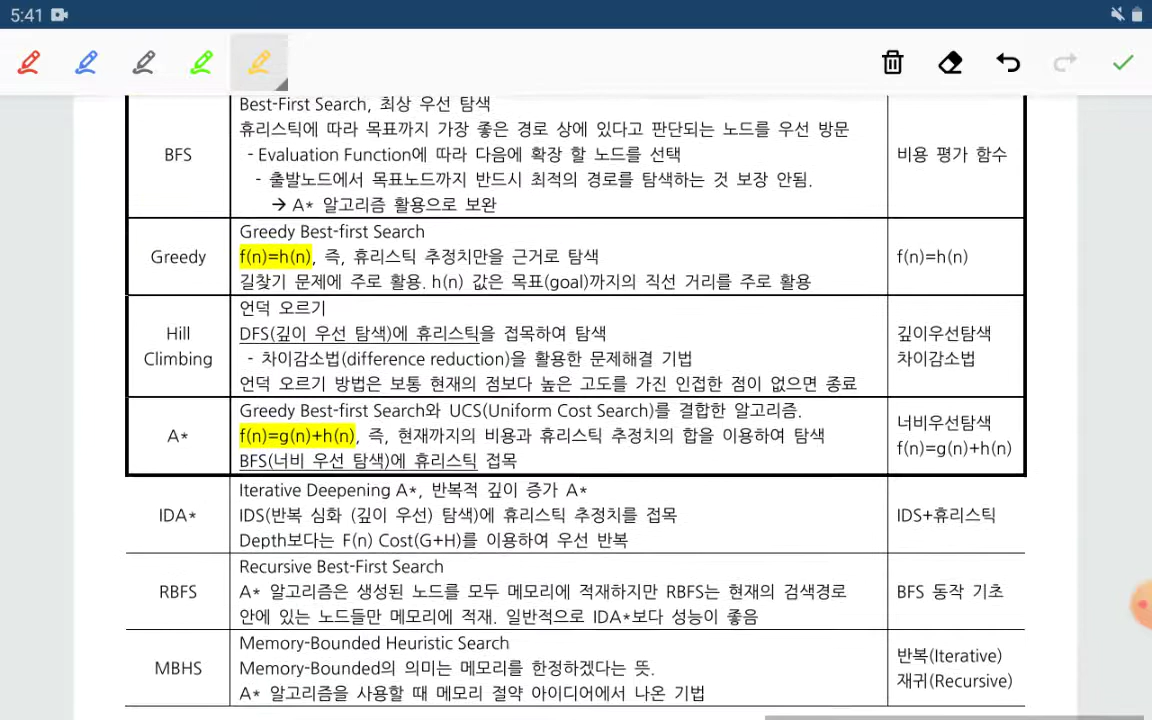 5:41
Best-First Search, 최상 우선 탐색
휴리스틱에 따라 목표까지 가장 좋은 경로 상에 있다고 판단되는 노드를 우선 방문
BFS
- Evaluation Function에 따라 다음에 확장 할 노드를 선택
비용 평가 함수
- 출발노드에서 목표노드까지 반드시 최적의 경로를 탐색하는 것 보장 안됨.
→ A* 알고리즘 활용으로 보완
Greedy Best-first Search
Greedy
f(n)=h(n), 즉, 휴리스틱 추정치만을 근거로 탐색
f(n)=h(n)
길찾기 문제에 주로 활용. h(n) 값은 목표(goal)까지의 직선 거리를 주로 활용
언덕 오르기
Hill
Climbing
DFS(깊이 우선 탐색)에 휴리스틱을 접목하여 탐색
- 차이감소법(difference reduction)을 활용한 문제해결 기법
언덕 오르기 방법은 보통 현재의 점보다 높은 고도를 가진 인접한 점이 없으면 종료
깊이우선탐색
차이감소법
Greedy Best-first Search와 UCS(Uniform Cost Search)를 결합한 알고리즘.
A*
f(n)=g(n)+h(n), 즉, 현재까지의 비용과 휴리스틱 추정치의 합을 이용하여 탐색
BFS(너비 우선 탐색)에 휴리스틱 접목
너비우선탐색
f(n)=g(n)+h(n)
Iterative Deepening A*, 반복적 깊이 증가 A*
IDA*
IDS(반복 심화 (깊이 우선) 탐색)에 휴리스틱 추정치를 접목
IDS+휴리스틱
Depth보다는 F(n) Cost(G+H)를 이용하여 우선 반복
Recursive Best-First Search
RBFS
A* 알고리즘은 생성된 노드를 모두 메모리에 적재하지만 RBFS는 현재의 검색경로
BFS 동작 기초
안에 있는 노드들만 메모리에 적재. 일반적으로 IDA*보다 성능이 좋음
Memory-Bounded Heuristic Search
MBHS
Memory-Bounded의 의미는 메모리를 한정하겠다는 뜻.
A* 알고리즘을 사용할 때 메모리 절약 아이디어에서 나온 기법
반복(Iterative)
재귀(Recursive)